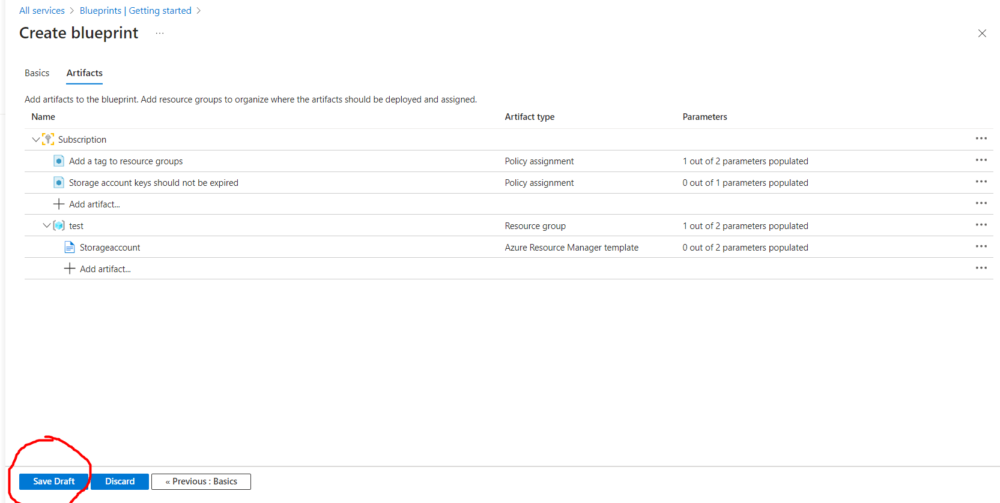 All services > Blueprints | Getting started >
Create blueprint ...
Basics Artifacts
Add artifacts to the blueprint. Add resource groups to organize where the artifacts should be deployed and assigned.
Name Artifact type Parameters
Subscription
Add a tag to resource groups Policy assignment 1 out of 2 parameters populated
Storage account keys should not be expired Policy assignment 0 out of 1 parameters populated
Add artifact...
test Resource group 1 out of 2 parameters populated
Storageaccount Azure Resource Manager template 0 out of 2 parameters populated
Add artifact...
Save Draft Discard « Previous : Basics